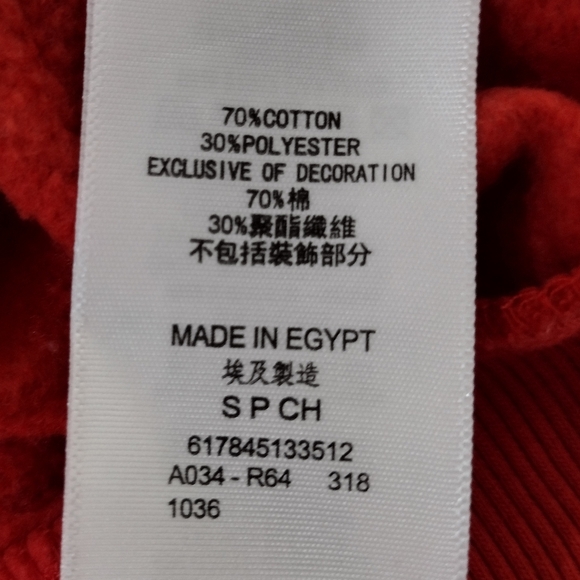 70%COTTON
30%POLYESTER
EXCLUSIVE OF DECORATION
70%棉
30%聚酯纖維
不包括裝飾部分
MADE IN EGYPT
埃及製造
S P CH
617845133512
A034 - R64 318
1036